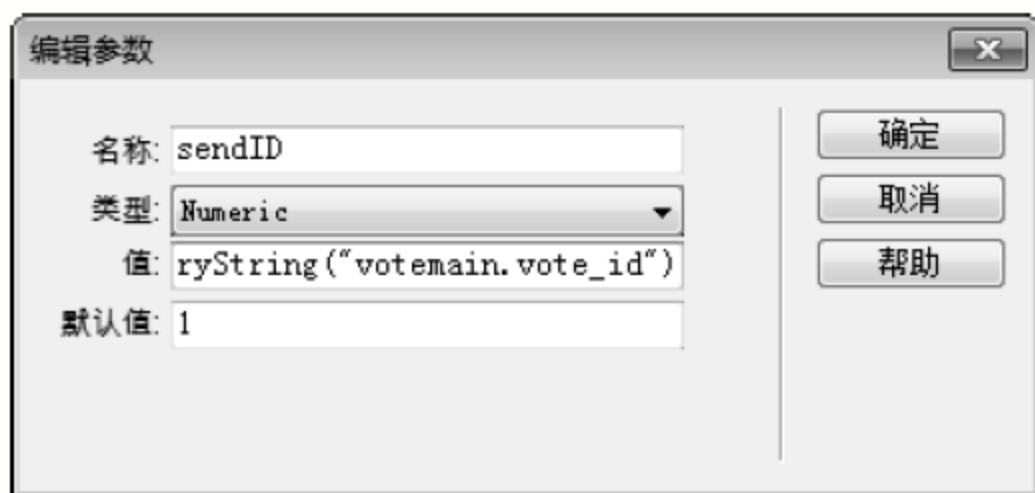 编辑参数
名称: sendID
类型: Numeric
值: ryString("votemain.vote_id")
默认值: 1
确定
取消
帮助